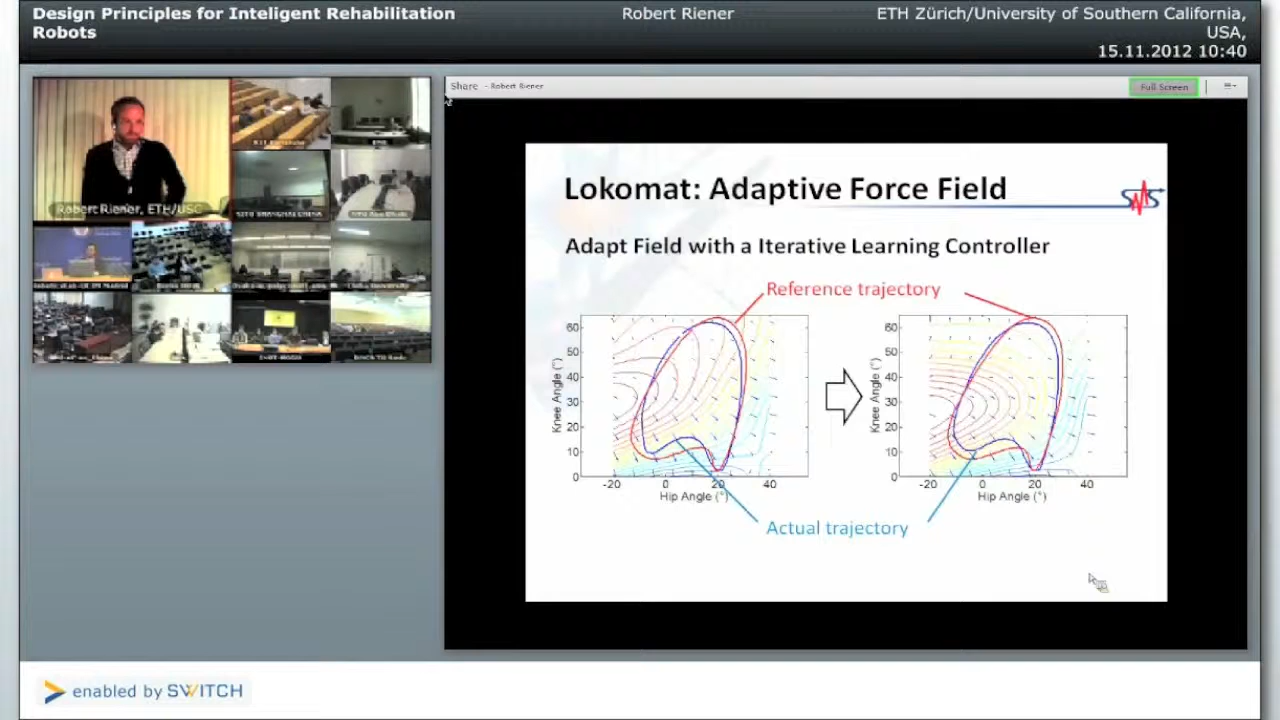 Design Principles for Inteligent Rehabilitation
Robots
Robert Riener
ETH Zürich/University of Southern California,
USA,
15.11.2012 10:40
Robert Riener, ETH/USC
Share - Robert Riener
Full Screen
Lokomat: Adaptive Force Field
Adapt Field with a Iterative Learning Controller
Reference trajectory
60
50
40
30
20
10
0
Knee Angle (°)
-20 0 20 40
Hip Angle (°)
60
50
40
30
20
10
0
Knee Angle (°)
-20 0 20 40
Hip Angle (°)
Actual trajectory
enabled by SWITCH